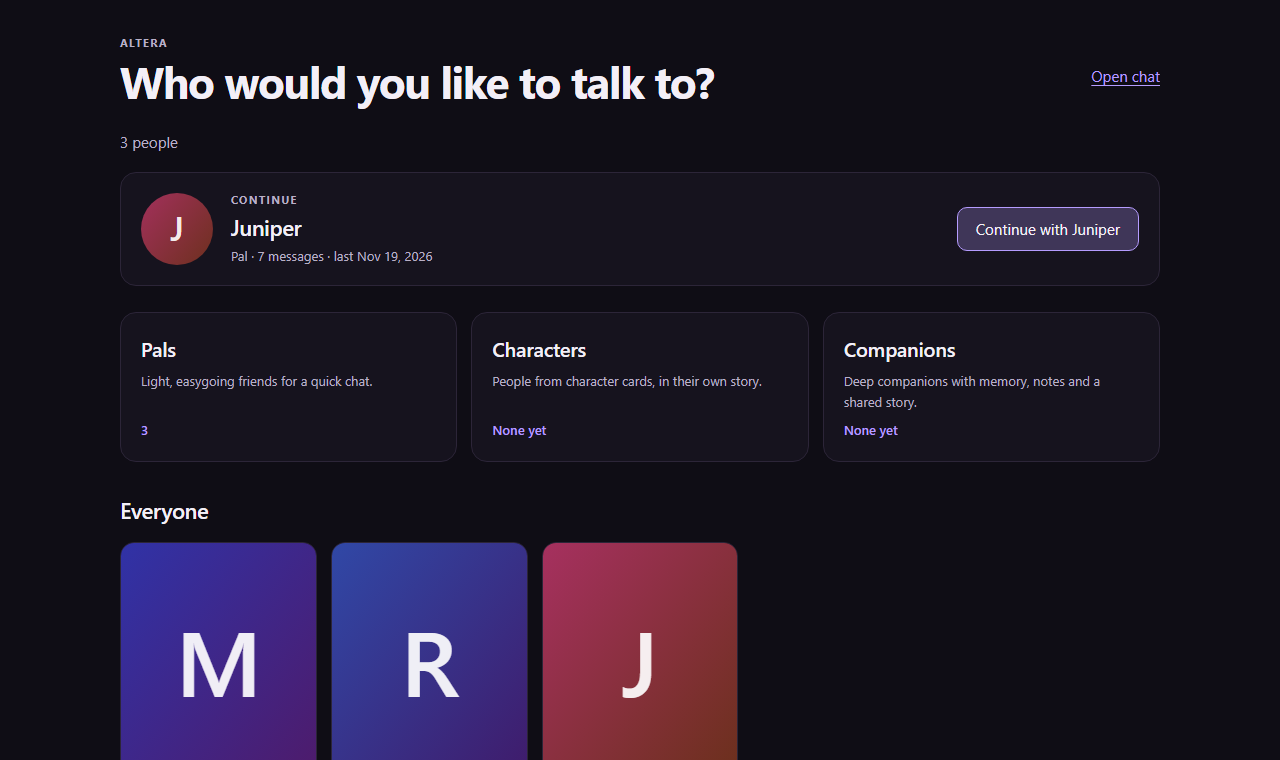 ALTERA
Who would you like to talk to?
Open chat
3 people
J
CONTINUE
Juniper
Pal · 7 messages · last Nov 19, 2026
Continue with Juniper
Pals
Light, easygoing friends for a quick chat.
3
Characters
People from character cards, in their own story.
None yet
Companions
Deep companions with memory, notes and a
shared story.
None yet
Everyone
M
R
J